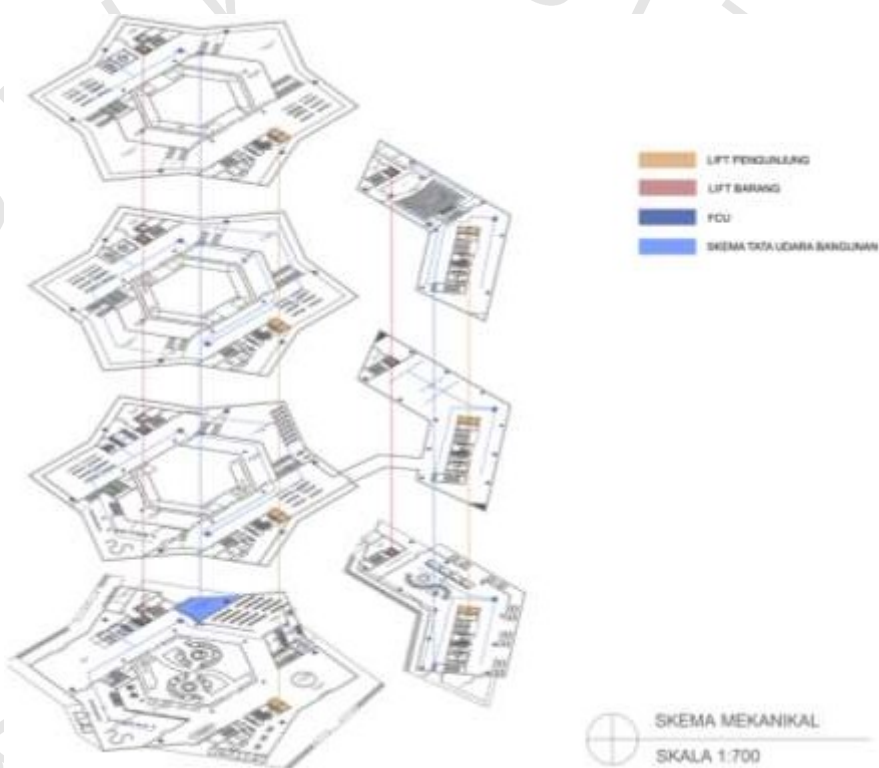 LIFT PENGUNJUNG
LIFT BARANG
FCU
SKEMA TATA UDARA BANGUNAN
SKEMA MEKANIKAL
SKALA 1:700